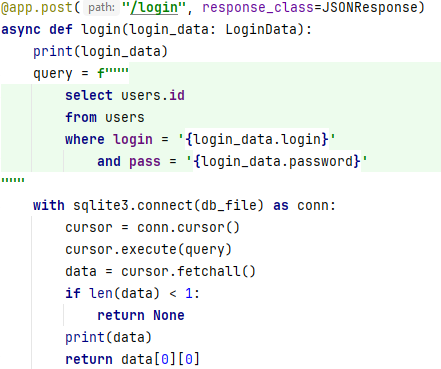 @app.post( path: "/login", response_class=JSONResponse)
async def login(login_data: LoginData):
    print(login_data)
    query = f"""
        select users.id
        from users
        where login = '{login_data.login}'
            and pass = '{login_data.password}'
"""
    with sqlite3.connect(db_file) as conn:
        cursor = conn.cursor()
        cursor.execute(query)
        data = cursor.fetchall()
        if len(data) < 1:
            return None
        print(data)
        return data[0][0]